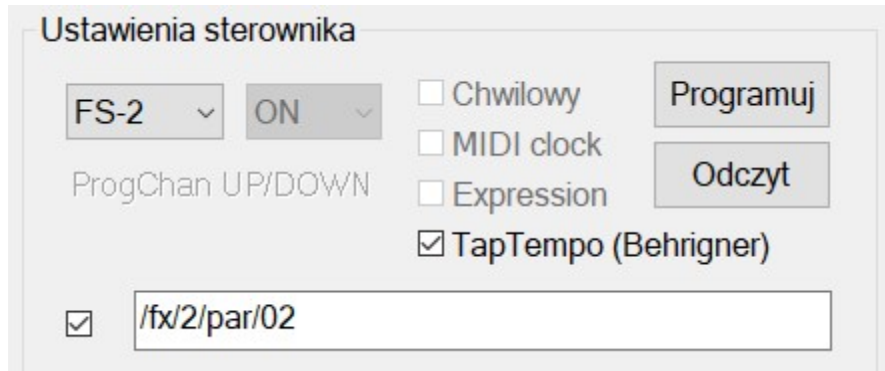 Ustawienia sterownika
FS-2 ON
Chwilowy
Programuj
MIDI clock
ProgChan UP/DOWN
Expression
Odczyt
TapTempo (Behrigner)
/fx/2/par/02